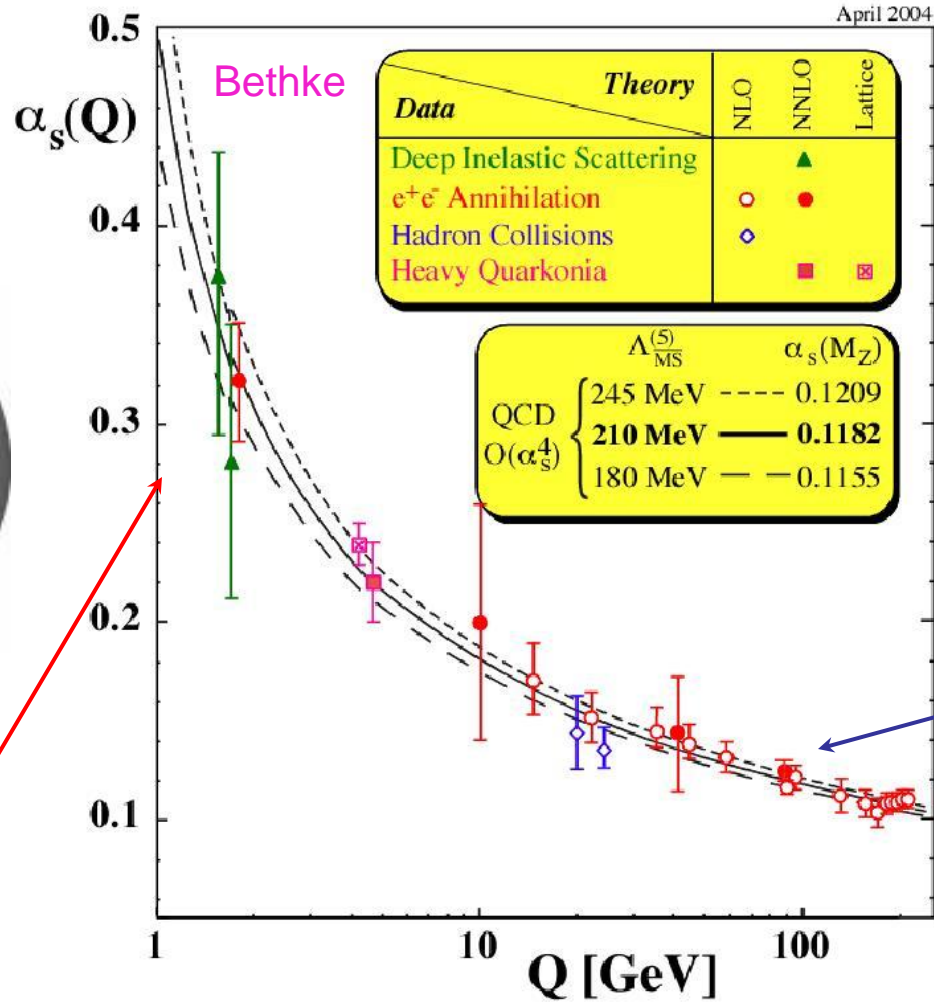 April 2004
0.5
Bethke
αs(Q)
Theory
Data
NLO
NNLO
Lattice
Deep Inelastic Scattering
e+e- Annihilation
Hadron Collisions
Heavy Quarkonia
0.4
Λ(5)MS αs(MZ)
245 MeV 0.1209
QCD 210 MeV 0.1182
O(αs4)
180 MeV 0.1155
0.3
0.2
0.1
1 10 100
Q [GeV]